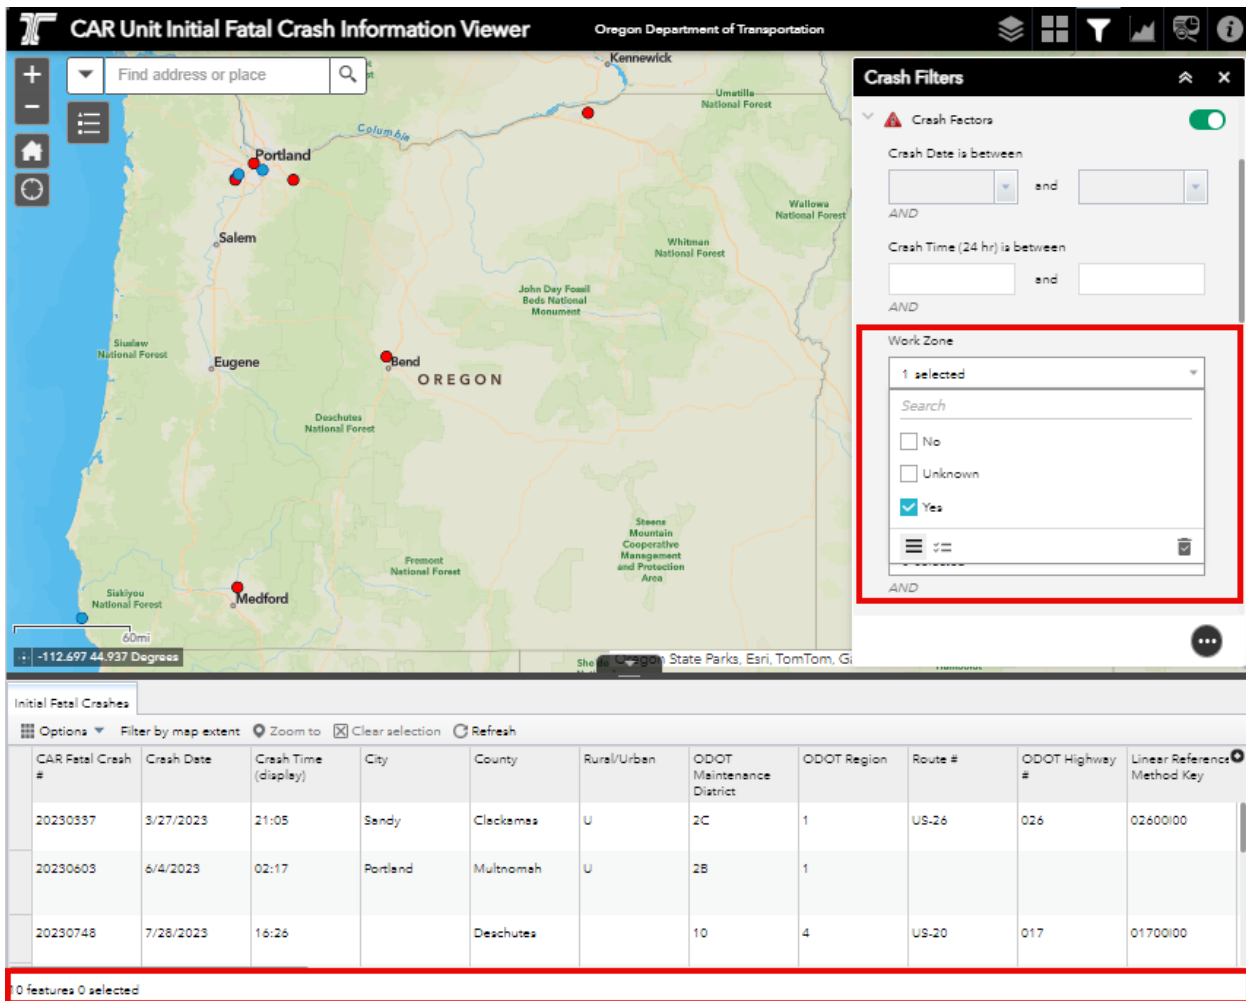 CAR Unit Initial Fatal Crash Information Viewer
Oregon Department of Transportation
Find address or place
Crash Filters
Crash Factors
Crash Date is between
and
AND
Crash Time (24 hr) is between
and
AND
Work Zone
1 selected
Search
No
Unknown
Yes
AND
Kennewick
Umatilla
National Forest
Columbia
Portland
Wallowa
National Forest
Salem
Whitman
National Forest
John Day Fossil
Beds National
Monument
Siuslaw
National Forest
Eugene
Bend
OREGON
Deschutes
National Forest
Steens
Mountain
Cooperative
Management
and Protection
Area
Fremont
National Forest
Siskiyou
National Forest
Medford
60mi
-112.697 44.937 Degrees
Oregon State Parks, Esri, TomTom, Ga
Initial Fatal Crashes
Options Filter by map extent Zoom to Clear selection Refresh
CAR Fatal Crash # Crash Date Crash Time (display) City County Rural/Urban ODOT Maintenance District ODOT Region Route # ODOT Highway # Linear Reference Method Key
20230337 3/27/2023 21:05 Sandy Clackamas U 2C 1 US-26 026 02600I00
20230603 6/4/2023 02:17 Portland Multnomah U 2B 1
20230748 7/28/2023 16:26 Deschutes 10 4 US-20 017 01700I00
10 features 0 selected